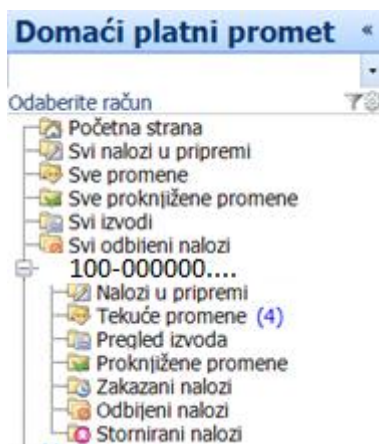 Domaći platni promet «
Odaberite račun
Početna strana
Svi nalozi u pripremi
Sve promene
Sve proknjižene promene
Svi izvodi
Svi odbijeni nalozi
100-000000....
Nalozi u pripremi
Tekuće promene (4)
Pregled izvoda
Proknjižene promene
Zakazani nalozi
Odbijeni nalozi
Stornirani nalozi